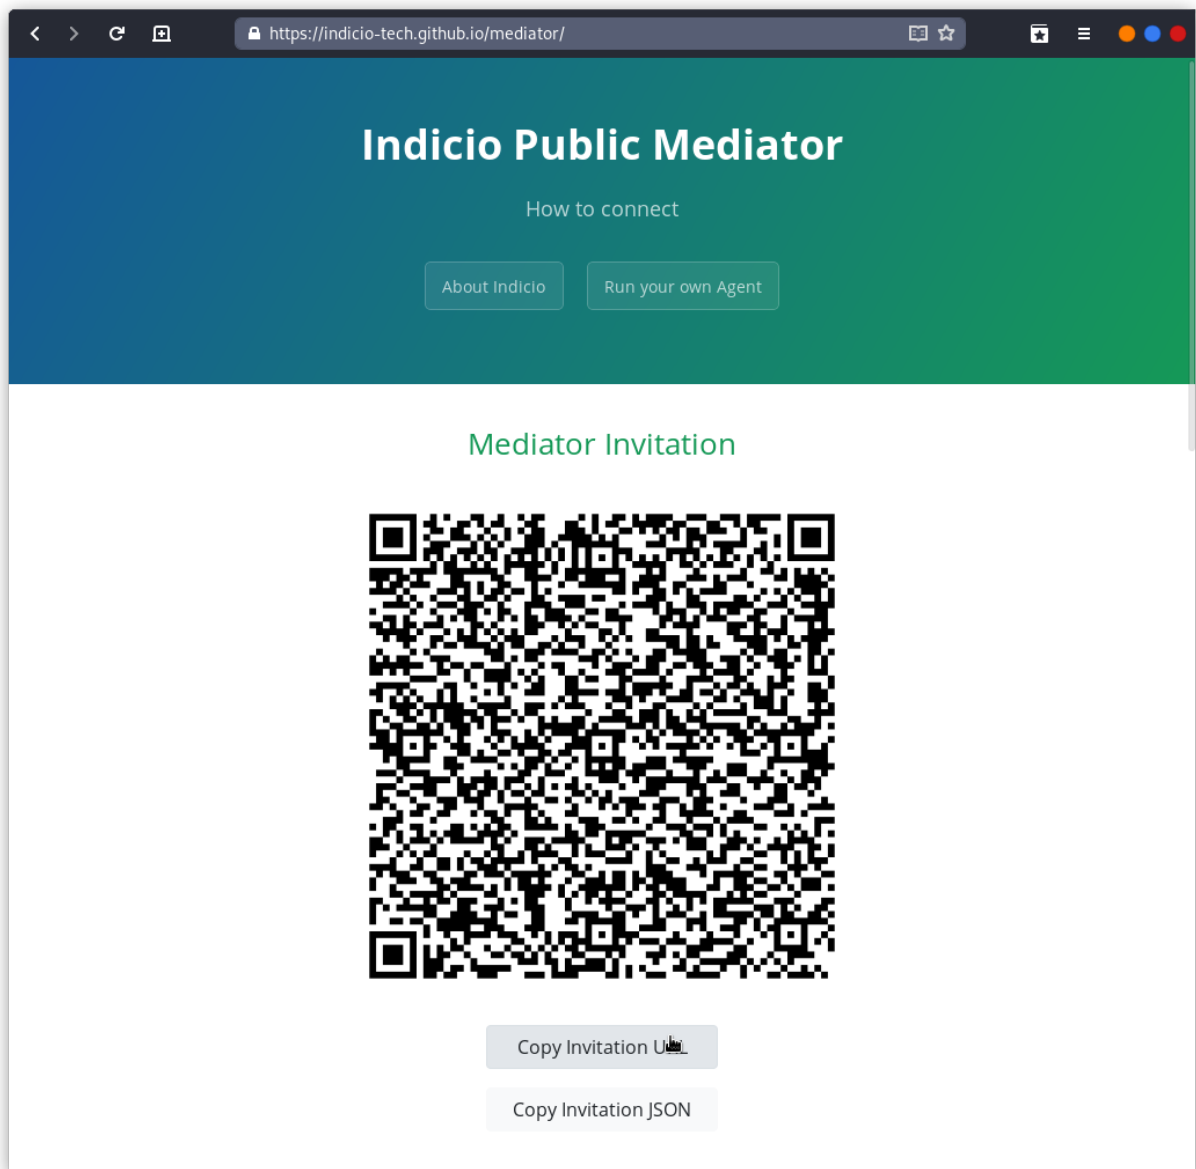 https://indicio-tech.github.io/mediator/
Indicio Public Mediator
How to connect
About Indicio
Run your own Agent
Mediator Invitation
Copy Invitation
Copy Invitation JSON